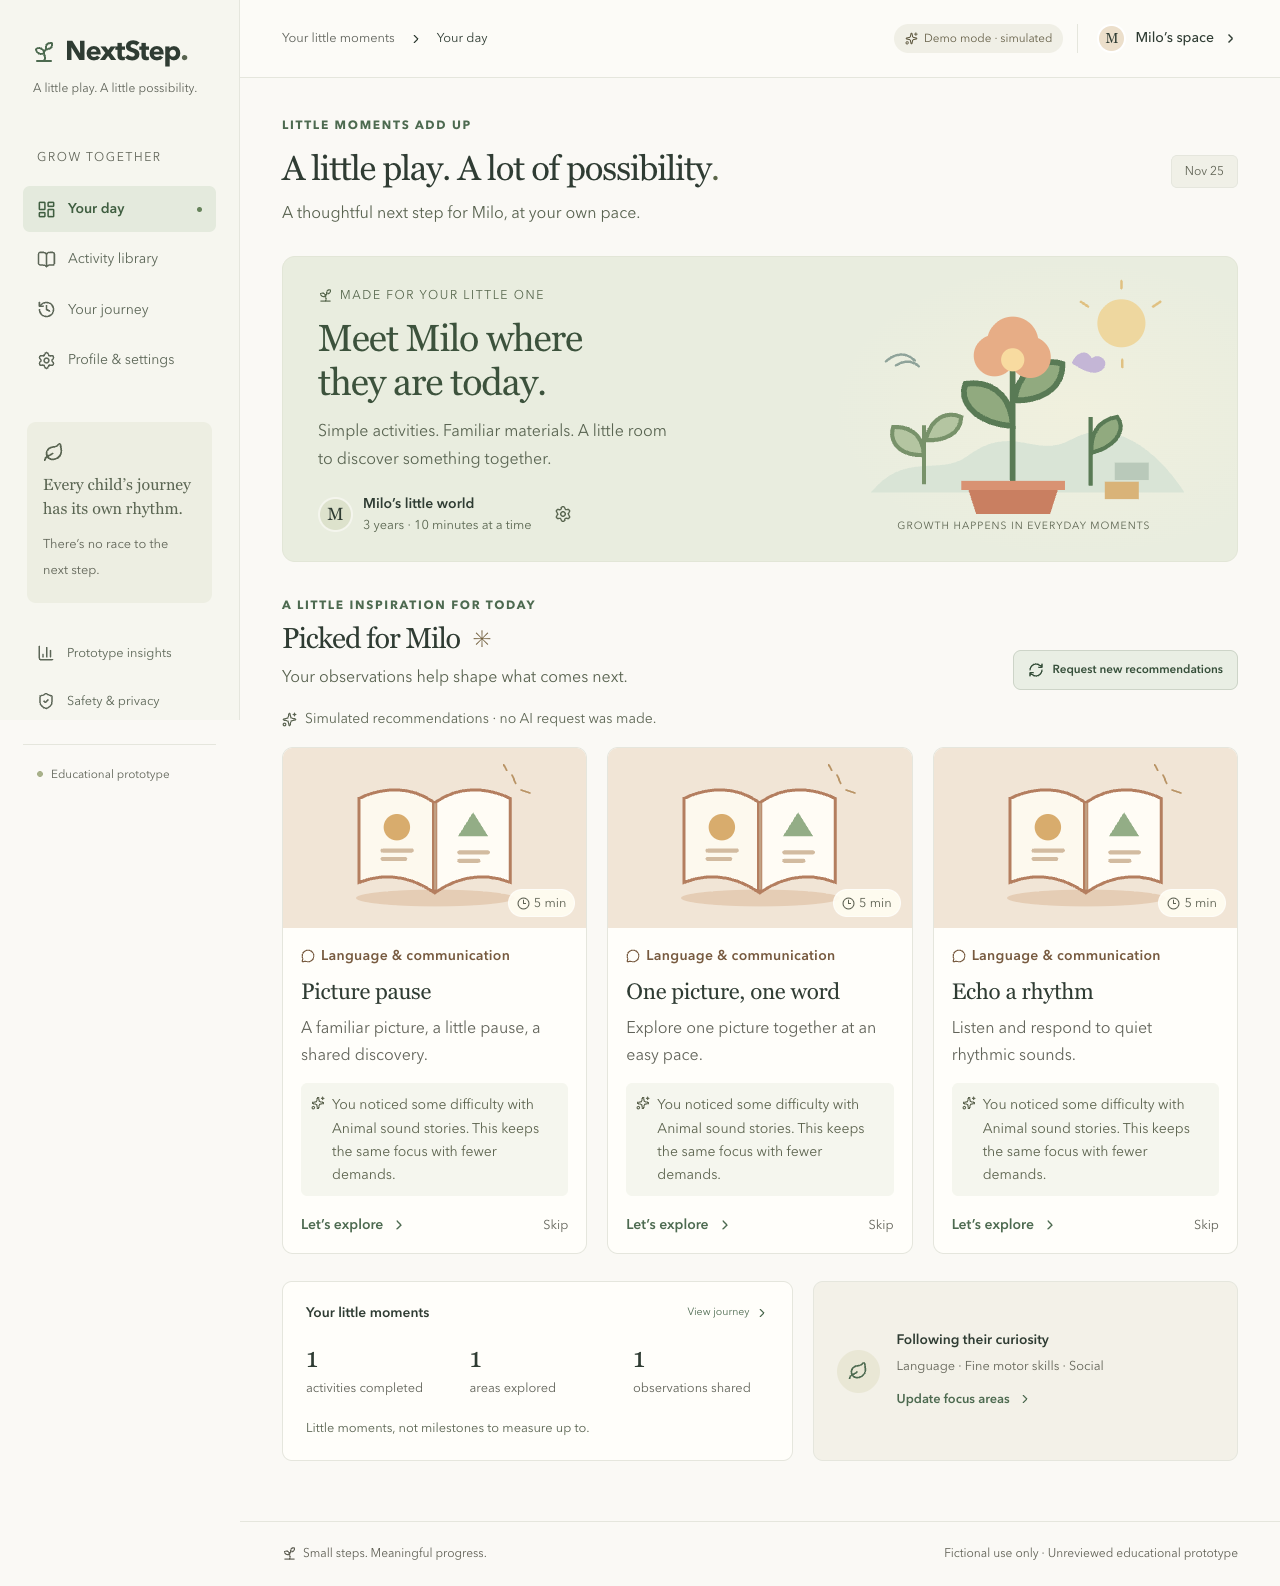 NextStep.
A little play. A little possibility.
GROW TOGETHER
Your day
Activity library
Your journey
Profile & settings
Every child’s journey
has its own rhythm.
There’s no race to the
next step.
Prototype insights
Safety & privacy
Educational prototype
Your little moments
Your day
Demo mode · simulated
M
Milo’s space
LITTLE MOMENTS ADD UP
A little play. A lot of possibility.
Nov 25
A thoughtful next step for Milo, at your own pace.
MADE FOR YOUR LITTLE ONE
Meet Milo where
they are today.
Simple activities. Familiar materials. A little room
to discover something together.
M
Milo’s little world
3 years · 10 minutes at a time
GROWTH HAPPENS IN EVERYDAY MOMENTS
A LITTLE INSPIRATION FOR TODAY
Picked for Milo
Your observations help shape what comes next.
Request new recommendations
Simulated recommendations · no AI request was made.
5 min
Language & communication
Picture pause
A familiar picture, a little pause, a
shared discovery.
You noticed some difficulty with
Animal sound stories. This keeps
the same focus with fewer
demands.
Let’s explore
Skip
5 min
Language & communication
One picture, one word
Explore one picture together at an
easy pace.
You noticed some difficulty with
Animal sound stories. This keeps
the same focus with fewer
demands.
Let’s explore
Skip
5 min
Language & communication
Echo a rhythm
Listen and respond to quiet
rhythmic sounds.
You noticed some difficulty with
Animal sound stories. This keeps
the same focus with fewer
demands.
Let’s explore
Skip
Your little moments
View journey
1
activities completed
1
areas explored
1
observations shared
Little moments, not milestones to measure up to.
Following their curiosity
Language · Fine motor skills · Social
Update focus areas
Small steps. Meaningful progress.
Fictional use only · Unreviewed educational prototype